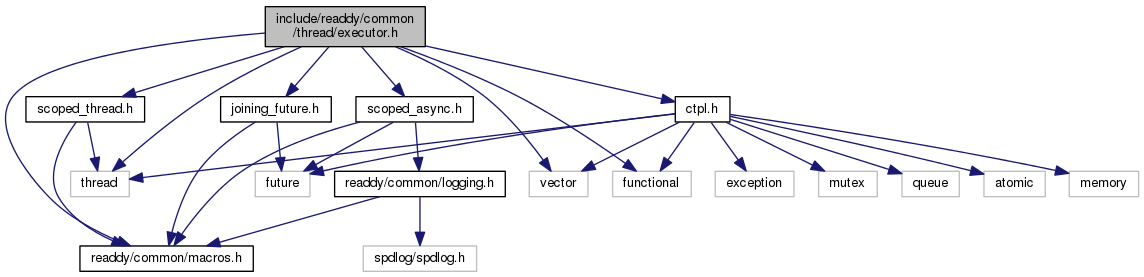 include/readdy/common
/thread/executor.h
scoped_thread.h
joining_future.h
scoped_async.h
ctpl.h
thread
future
readdy/common/logging.h
vector
functional
exception
mutex
queue
atomic
memory
readdy/common/macros.h
spdlog/spdlog.h